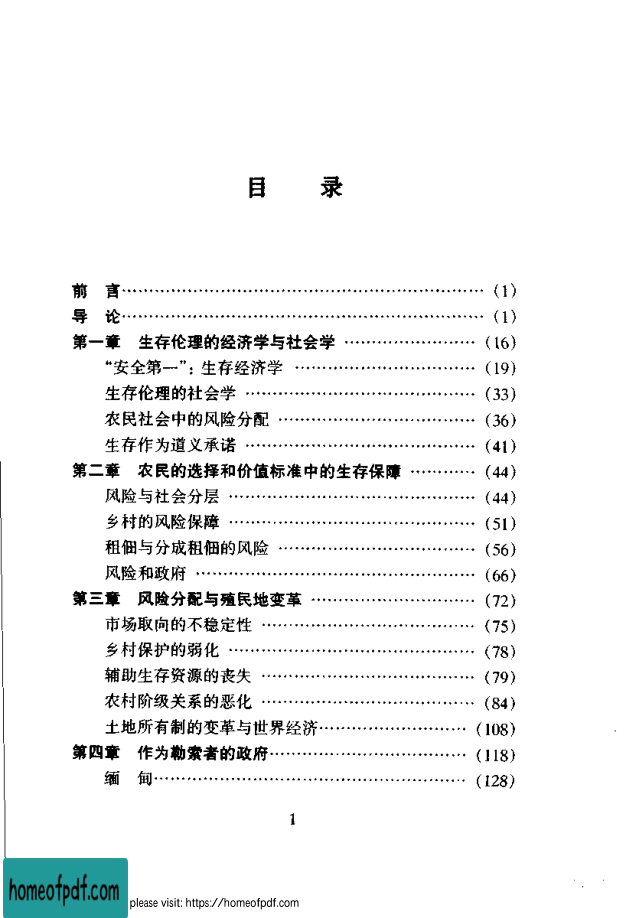 目 录
前 言……………………………………………………………(1)
导 论……………………………………………………………(1)
第一章 生存伦理的经济学与社会学 ……………………(16)
“安全第一”:生存经济学 ……………………………(19)
生存伦理的社会学 ……………………………………(33)
农民社会中的风险分配 ………………………………(36)
生存作为道义承诺 ……………………………………(41)
第二章 农民的选择和价值标准中的生存保障 …………(44)
风险与社会分层 ………………………………………(44)
乡村的风险保障 ………………………………………(51)
租佃与分成租佃的风险 ………………………………(56)
风险和政府 ……………………………………………(66)
第三章 风险分配与殖民地变革 …………………………(72)
市场取向的不稳定性 …………………………………(75)
乡村保护的弱化 ………………………………………(78)
辅助生存资源的丧失 …………………………………(79)
农村阶级关系的恶化 …………………………………(84)
土地所有制的变革与世界经济………………………(108)
第四章 作为勒索者的政府………………………………(118)
缅 甸…………………………………………………(128)
1
homeofpdf.com
please visit: https://homeofpdf.com